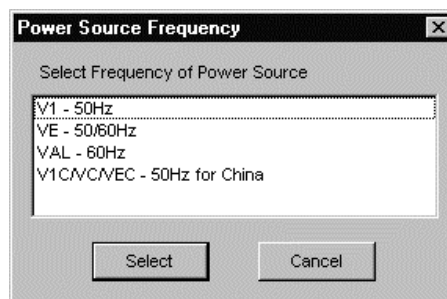 Power Source Frequency
Select Frequency of Power Source
V1 - 50Hz
VE - 50/60Hz
VAL - 60Hz
V1C/VC/VEC - 50Hz for China
Select Cancel